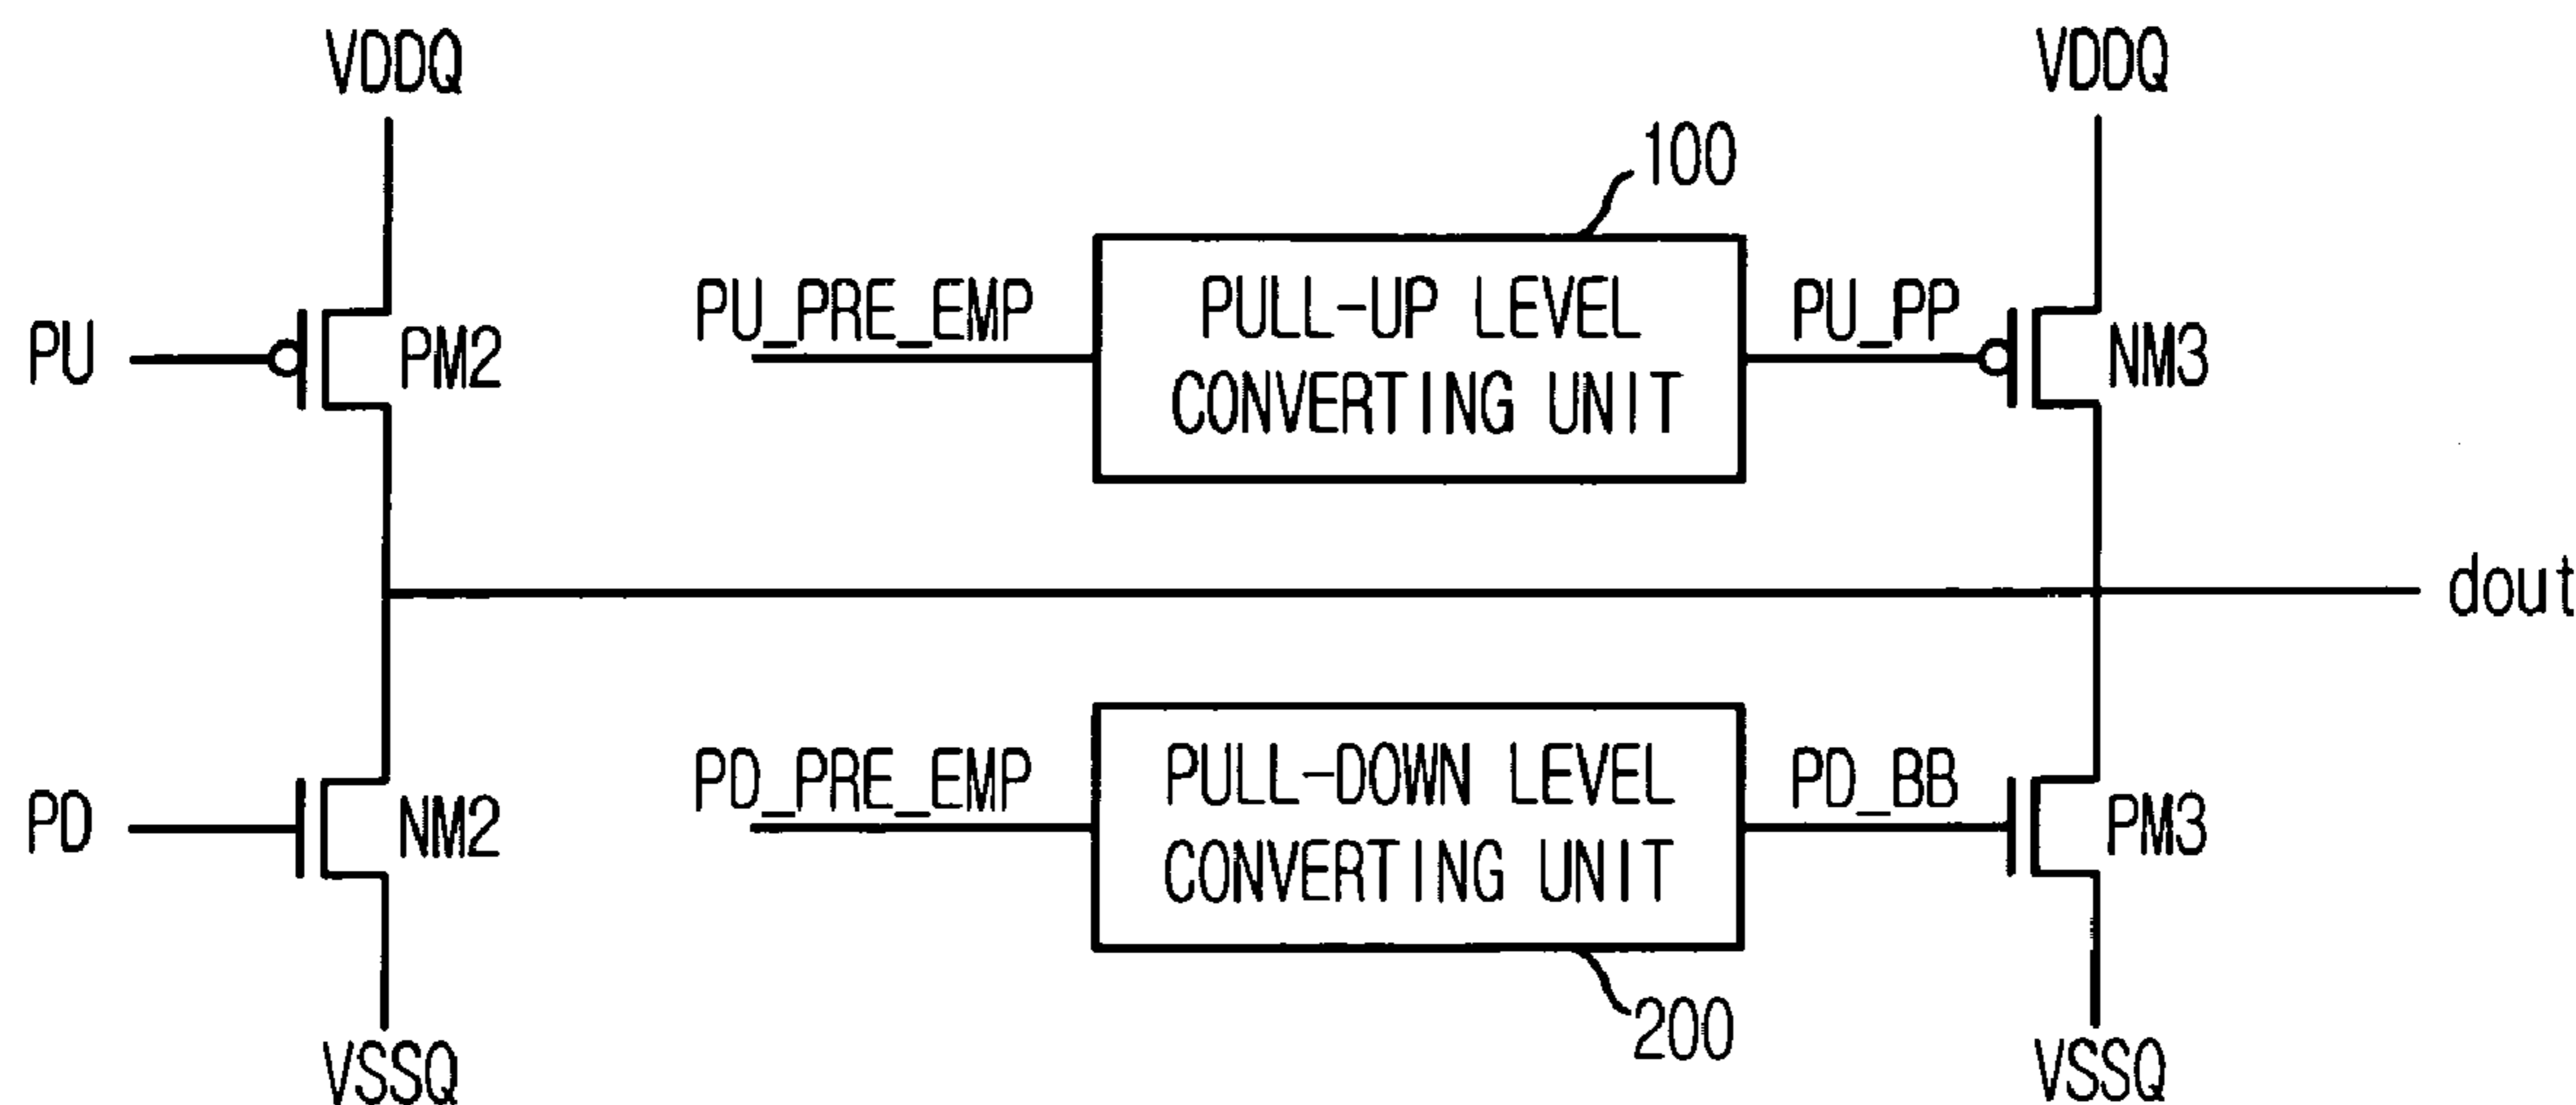 VDDQ
VDDQ
100
PU
PM2
PU_PRE_EMP
PULL-UP LEVEL
CONVERTING UNIT
PU_PP
NM3
dout
PD
NM2
PD_PRE_EMP
PULL-DOWN LEVEL
CONVERTING UNIT
PD_BB
PM3
200
VSSQ
VSSQ